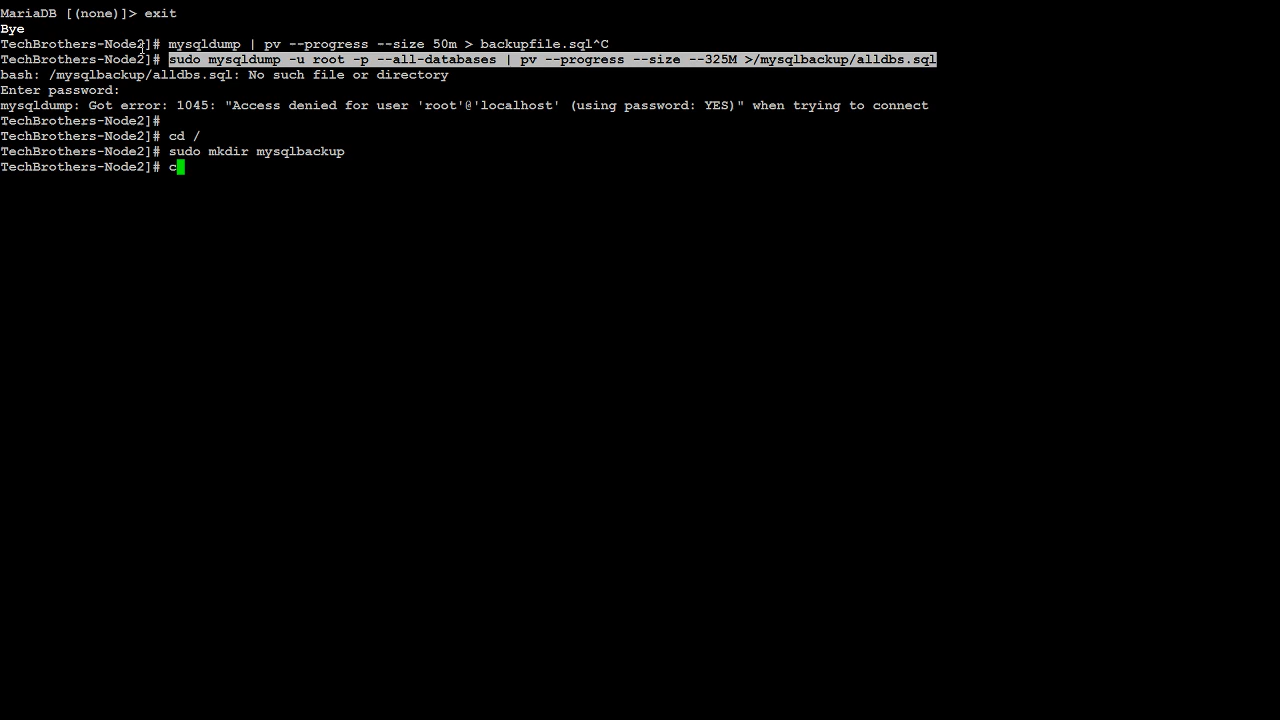 MariaDB [(none)]> exit
Bye
TechBrothers-Node2]# mysqldump | pv --progress --size 50m > backupfile.sql^C
TechBrothers-Node2]# sudo mysqldump -u root -p --all-databases | pv --progress --size --325M >/mysqlbackup/alldbs.sql
bash: /mysqlbackup/alldbs.sql: No such file or directory
Enter password:
mysqldump: Got error: 1045: "Access denied for user 'root'@'localhost' (using password: YES)" when trying to connect
TechBrothers-Node2]#
TechBrothers-Node2]# cd /
TechBrothers-Node2]# sudo mkdir mysqlbackup
TechBrothers-Node2]# c